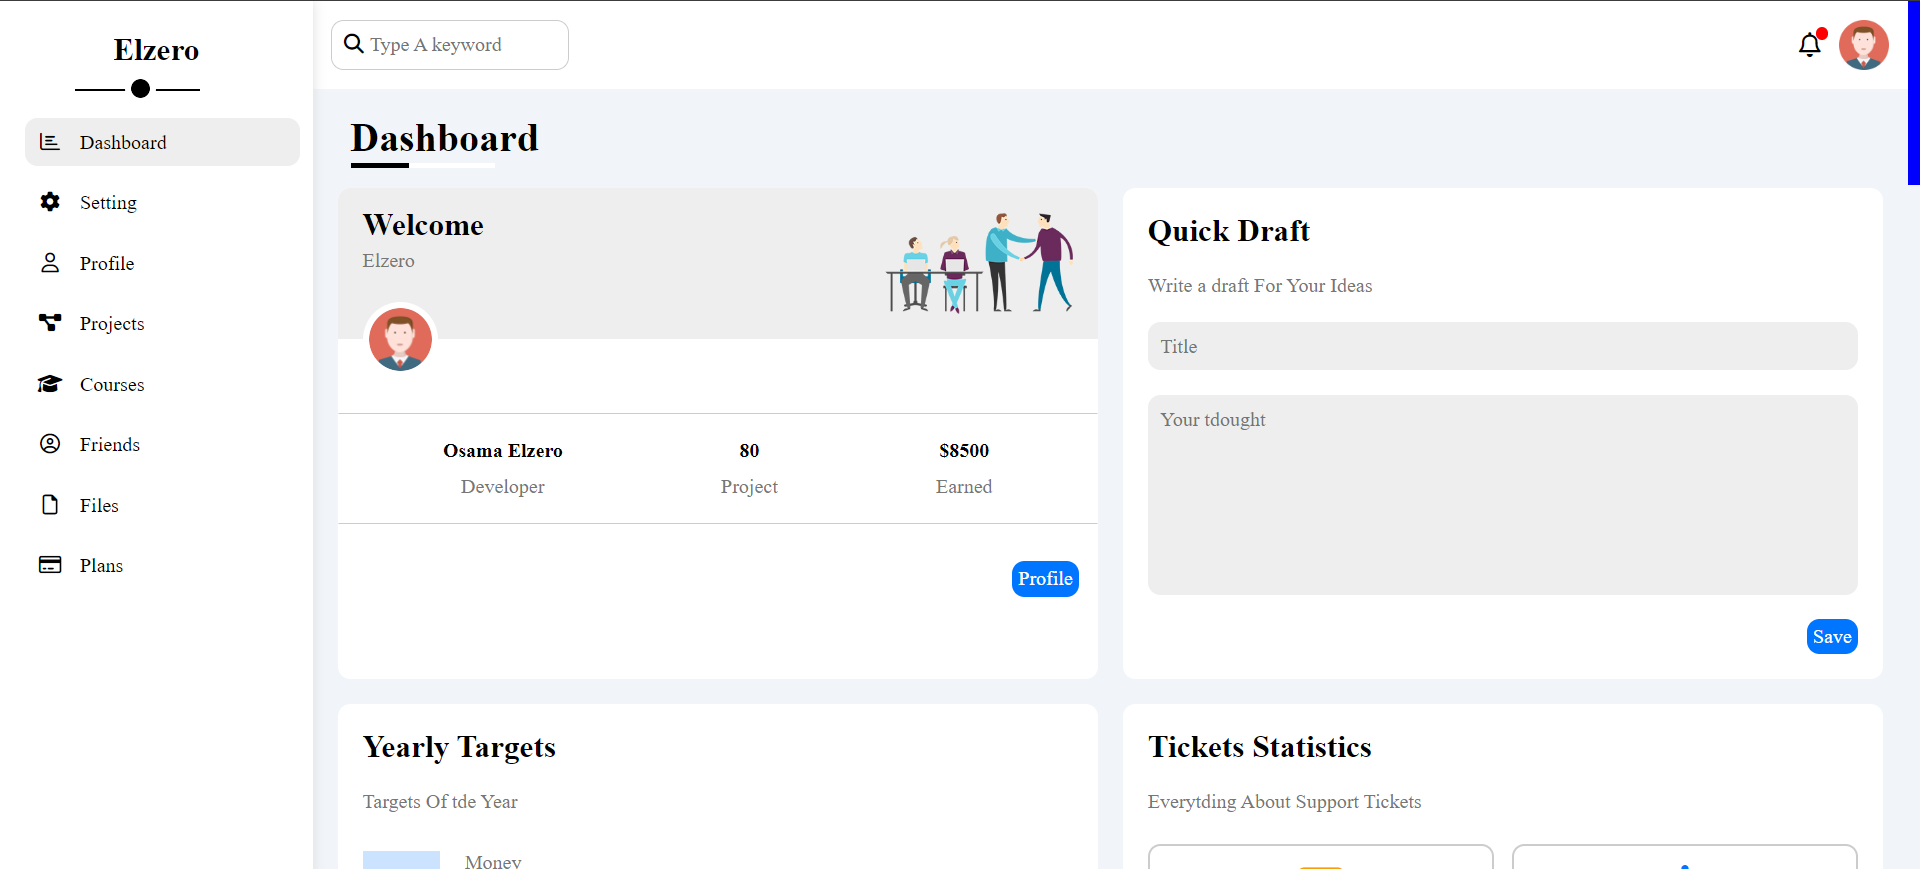 Elzero
Type A keyword
Dashboard
Setting
Profile
Projects
Courses
Friends
Files
Plans
Dashboard
Welcome
Elzero
Osama Elzero
Developer
80
Project
$8500
Earned
Profile
Quick Draft
Write a draft For Your Ideas
Title
Your tdought
Save
Yearly Targets
Targets Of tde Year
Money
Tickets Statistics
Everytding About Support Tickets